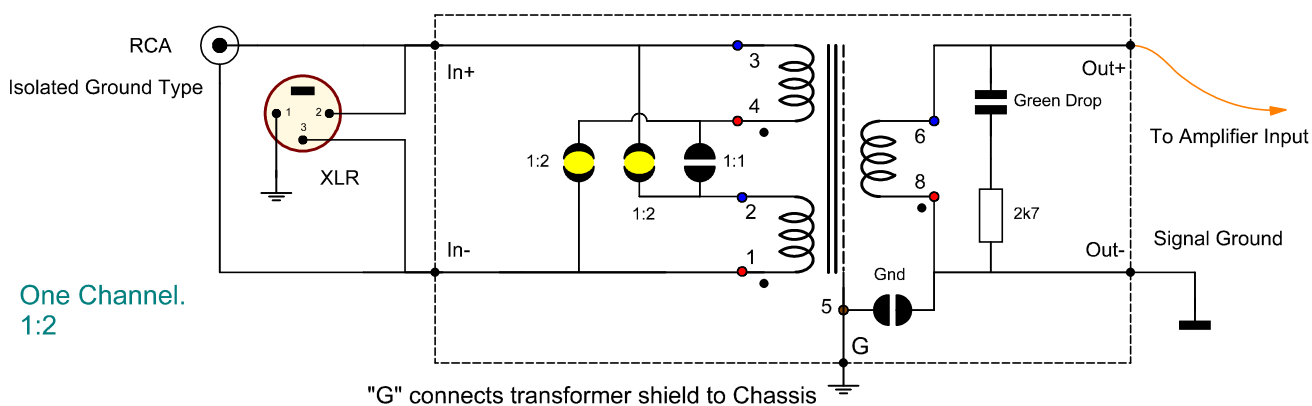 RCA
Isolated Ground Type
1
2
3
XLR
In+
In-
3
4
1:2
1:1
1:2
2
1
6
8
5
Gnd
G
Out+
Green Drop
2k7
Out-
To Amplifier Input
Signal Ground
One Channel.
1:2
"G" connects transformer shield to Chassis